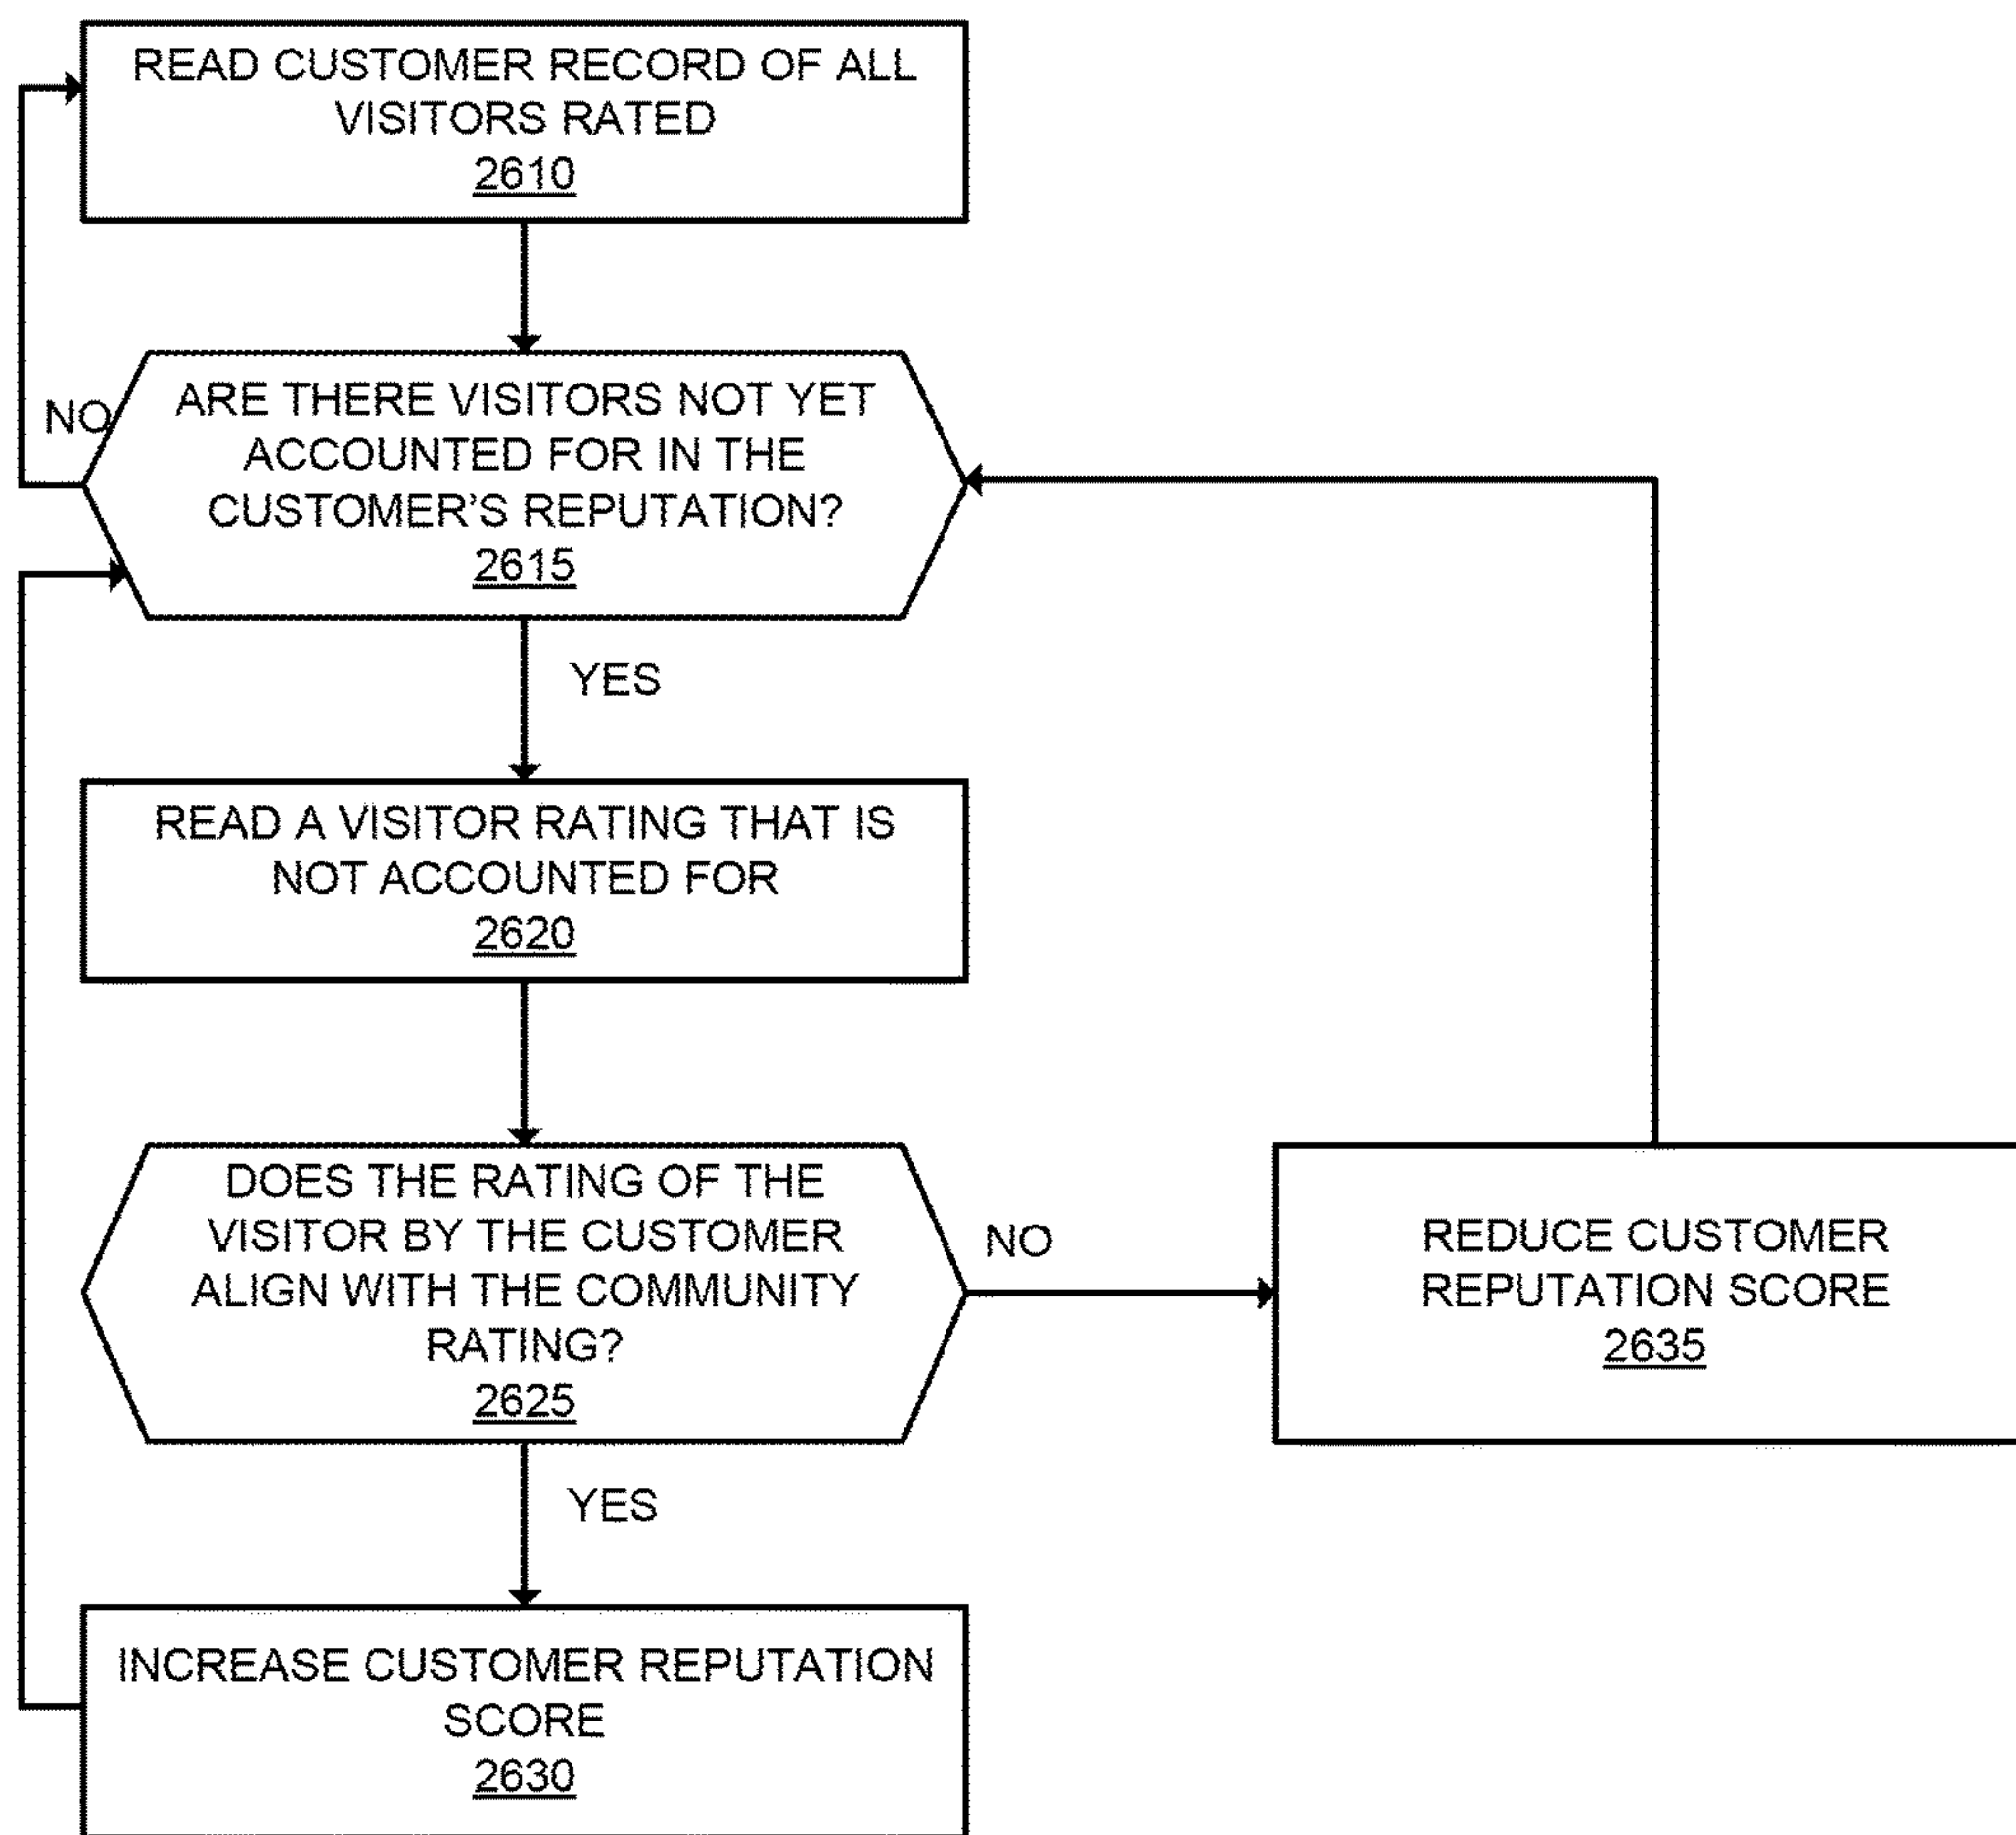 READ CUSTOMER RECORD OF ALL
VISITORS RATED
2610
NO
ARE THERE VISITORS NOT YET
ACCOUNTED FOR IN THE
CUSTOMER'S REPUTATION?
2615
YES
READ A VISITOR RATING THAT IS
NOT ACCOUNTED FOR
2620
DOES THE RATING OF THE
VISITOR BY THE CUSTOMER
ALIGN WITH THE COMMUNITY
RATING?
2625
NO
REDUCE CUSTOMER
REPUTATION SCORE
2635
YES
INCREASE CUSTOMER REPUTATION
SCORE
2630